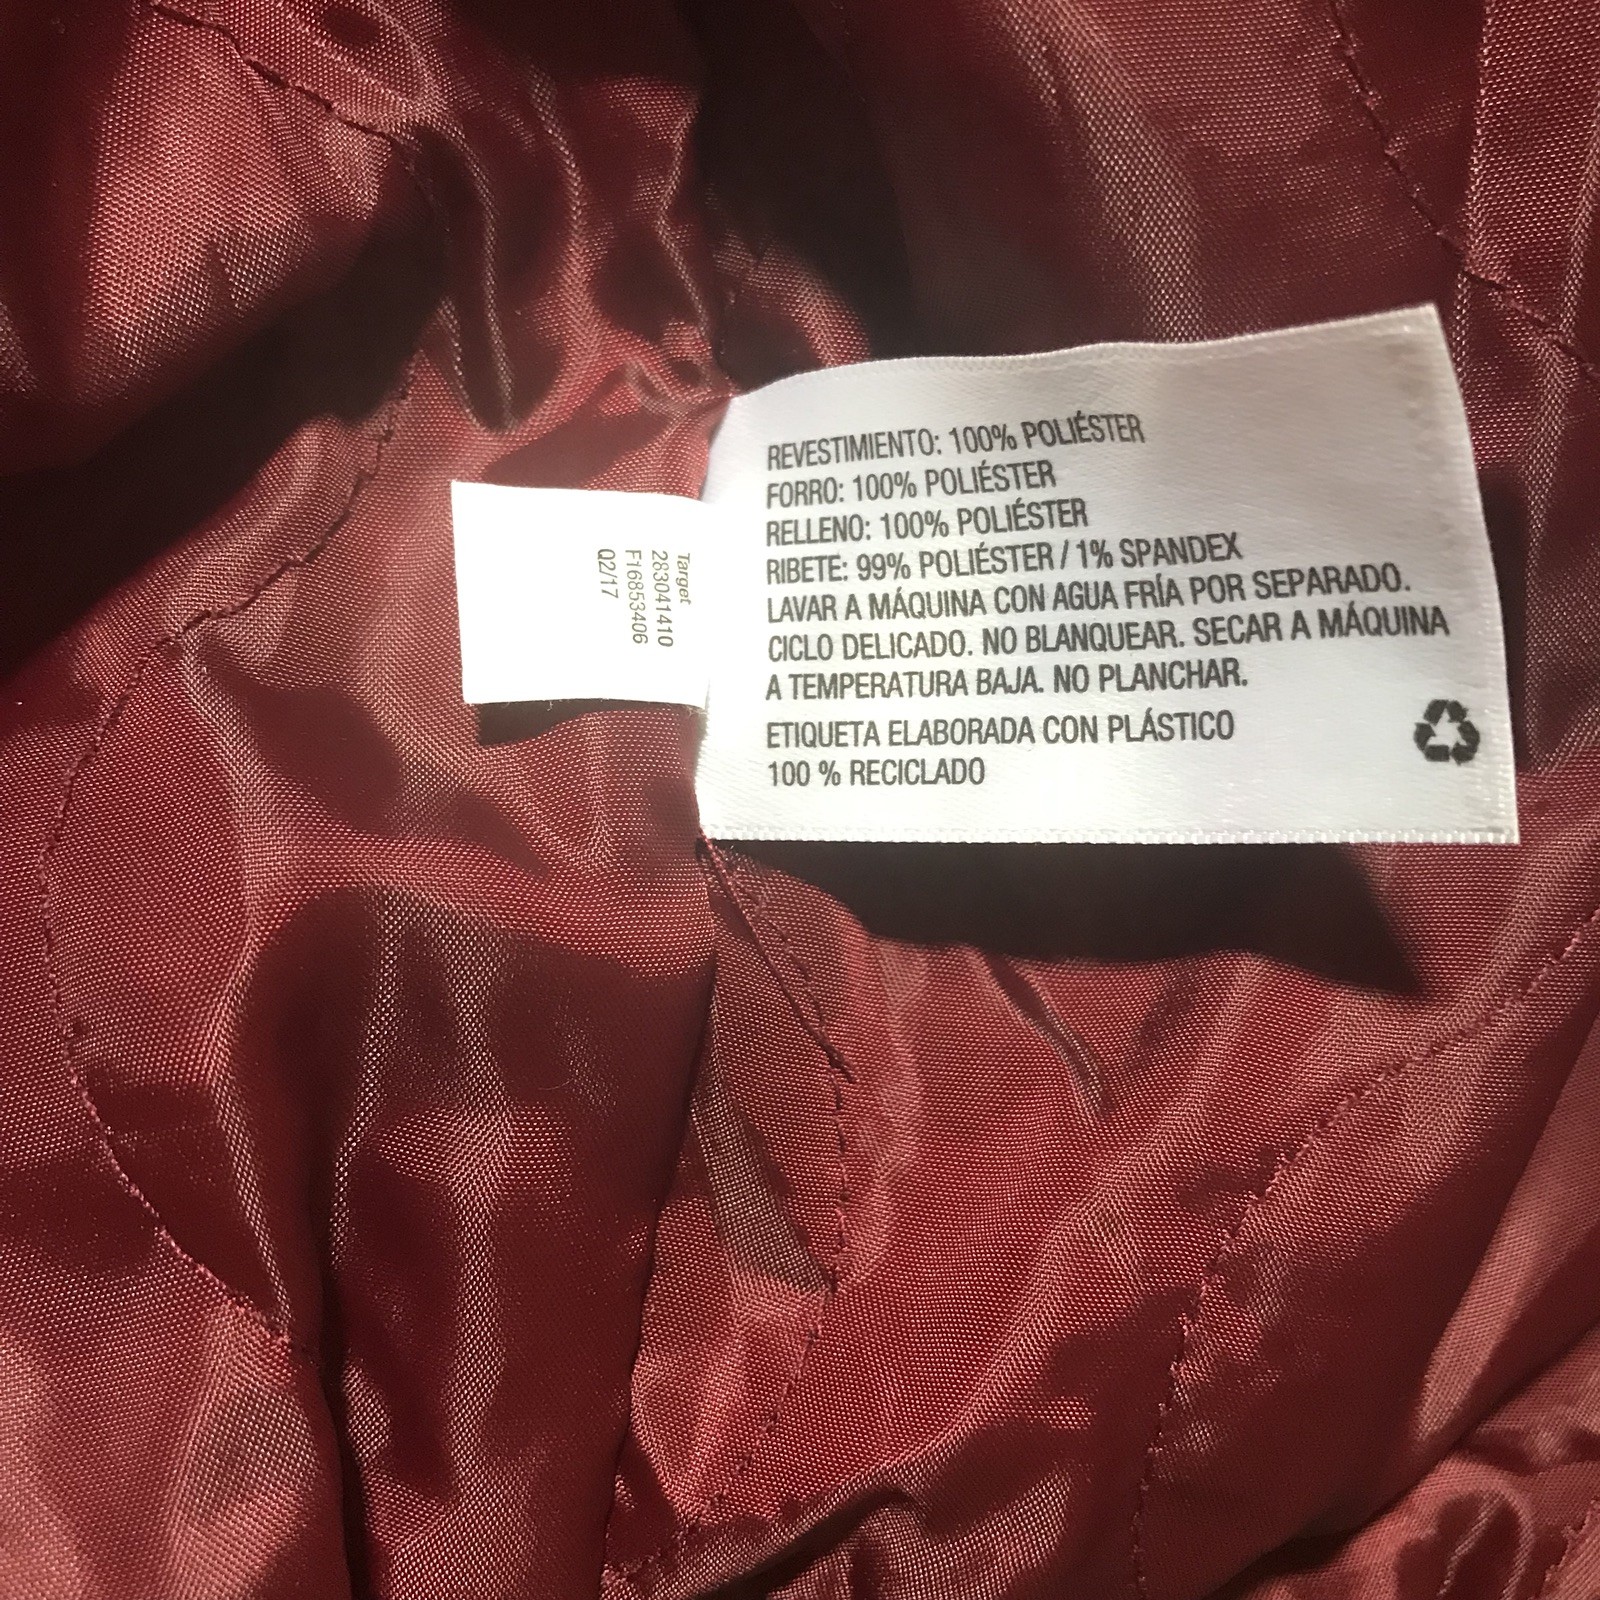 REVESTIMIENTO: 100% POLIÉSTER
FORRO: 100% POLIÉSTER
RELLENO: 100% POLIÉSTER
RIBETE: 99% POLIÉSTER / 1% SPANDEX
LAVAR A MÁQUINA CON AGUA FRÍA POR SEPARADO.
CICLO DELICADO. NO BLANQUEAR. SECAR A MÁQUINA
A TEMPERATURA BAJA. NO PLANCHAR.
ETIQUETA ELABORADA CON PLÁSTICO
100 % RECICLADO
Target
283041410
F16853406
Q2/17